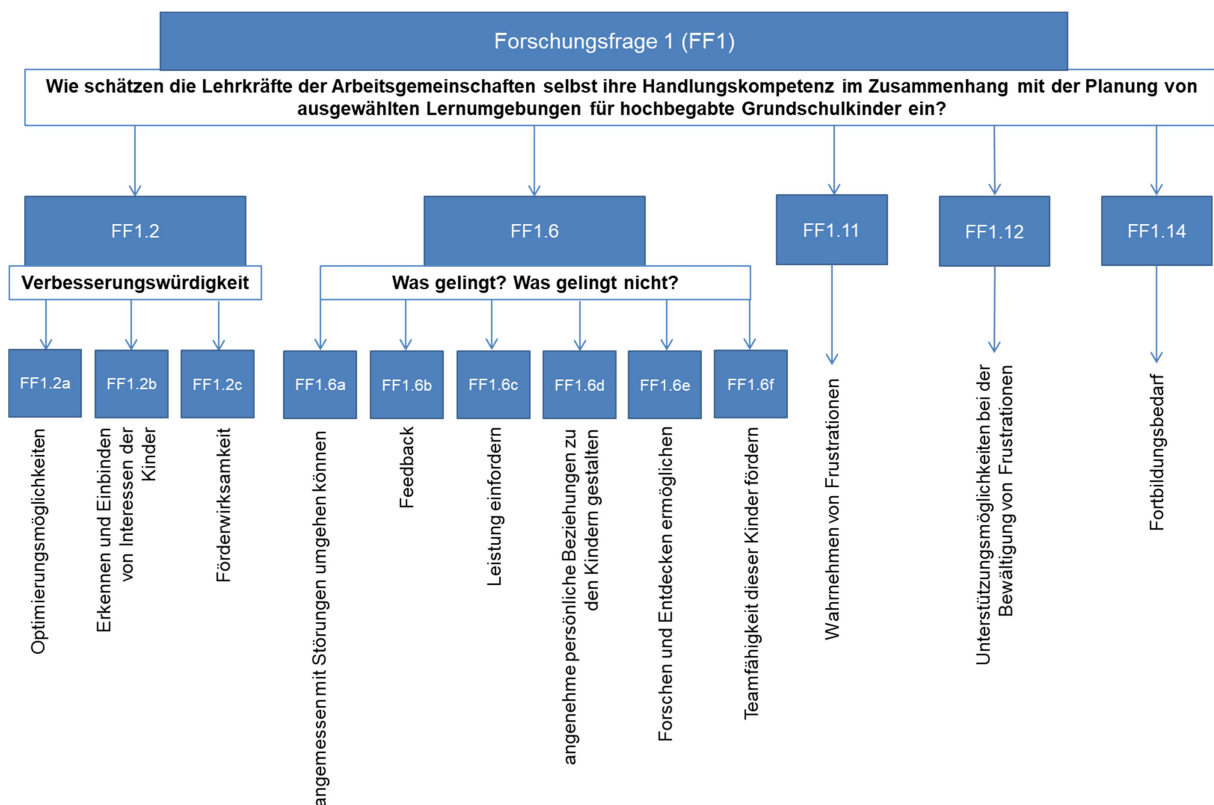 Forschungsfrage 1 (FF1)
Wie schätzen die Lehrkräfte der Arbeitsgemeinschaften selbst ihre Handlungskompetenz im Zusammenhang mit der Planung von
ausgewählten Lernumgebungen für hochbegabte Grundschulkinder ein?
FF1.2
FF1.6
FF1.11
FF1.12
FF1.14
Verbesserungswürdigkeit
Was gelingt? Was gelingt nicht?
FF1.2a
FF1.2b
FF1.2c
FF1.6a
FF1.6b
FF1.6c
FF1.6d
FF1.6e
FF1.6f
Optimierungsmöglichkeiten
Erkennen und Einbinden
von Interessen der
Kinder
Förderwirksamkeit
angemessen mit Störungen umgehen können
Feedback
Leistung einfordern
angenehme persönliche Beziehungen zu
den Kindern gestalten
Forschen und Entdecken ermöglichen
Teamfähigkeit dieser Kinder fördern
Wahrnehmen von Frustrationen
Unterstützungsmöglichkeiten bei der
Bewältigung von Frustrationen
Fortbildungsbedarf